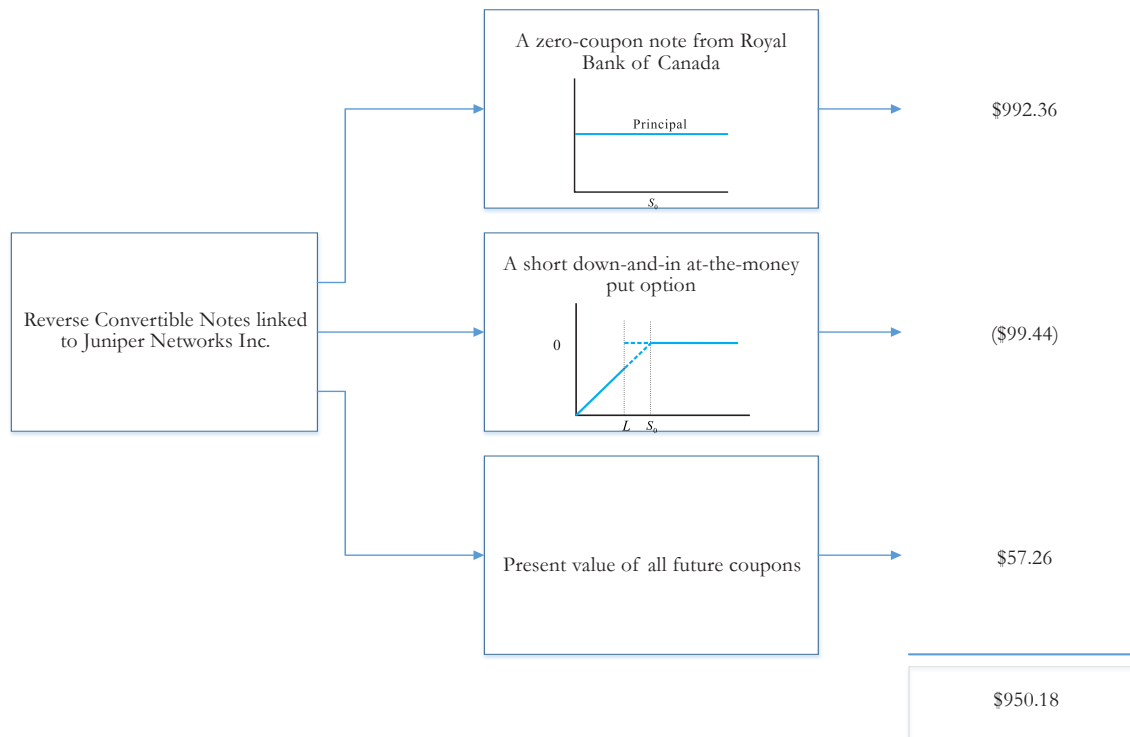 A zero-coupon note from Royal
Bank of Canada
Principal
S₀
$992.36
Reverse Convertible Notes linked
to Juniper Networks Inc.
A short down-and-in at-the-money
put option
0
L S₀
($99.44)
Present value of all future coupons
$57.26
$950.18